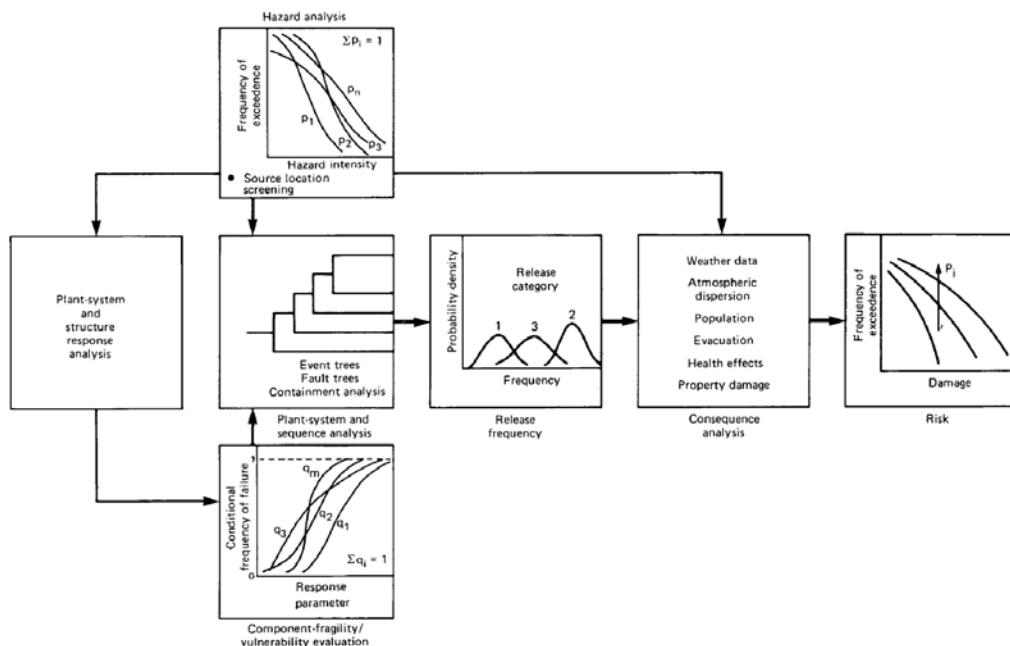 Hazard analysis
Frequency of
exceedence
Σpi = 1
p1
p2
p3
pn
Hazard intensity
• Source location
screening
Plant-system
and
structure
response
analysis
Event trees
Fault trees
Containment analysis
Plant-system and
sequence analysis
Probability density
Release
category
1
3
2
Frequency
Release
frequency
Weather data
Atmospheric
dispersion
Population
Evacuation
Health effects
Property damage
Consequence
analysis
Frequency of
exceedence
Pi
Damage
Risk
Conditional
frequency of failure
1
0
qm
q3
q2
q1
Σqi = 1
Response
parameter
Component-fragility/
vulnerability evaluation